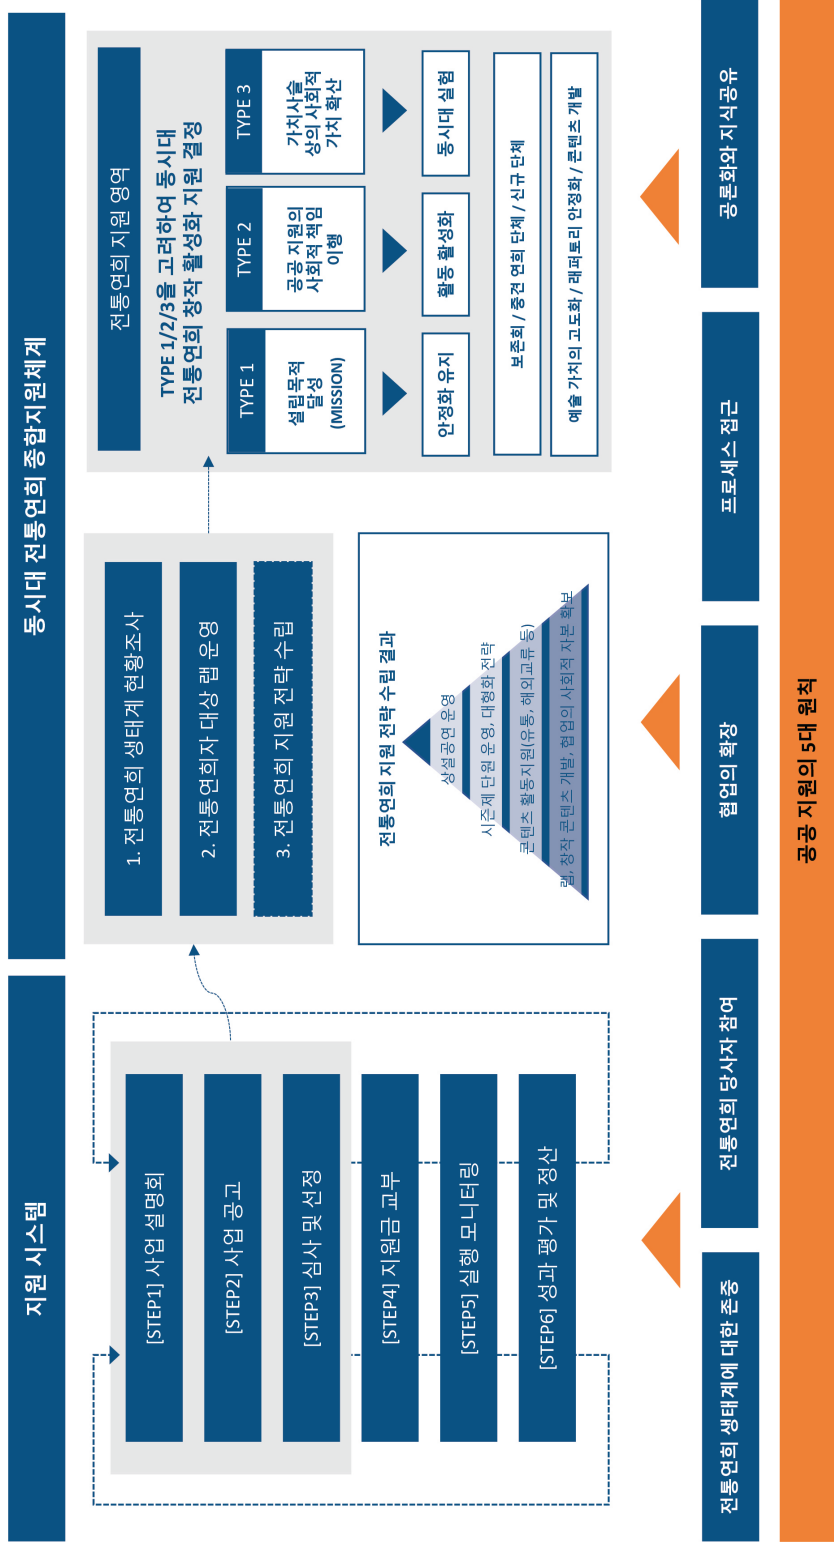 지원 시스템
[STEP1] 사업 설명회
[STEP2] 사업 공고
[STEP3] 심사 및 선정
[STEP4] 지원금 교부
[STEP5] 실행 모니터링
[STEP6] 성과 평가 및 정산
동시대 전통연희 종합지원체계
1. 전통연희 생태계 현황조사
2. 전통연희자 대상 랩 운영
3. 전통연희 지원 전략 수립
전통연희 지원 전략 수립 결과
상설공연 운영
시즌제 단원 운영, 대형화 전략
콘텐츠 활동지원(유통, 해외교류 등)
랩, 창작 콘텐츠 개발, 협업의 사회적 자본 확보
전통연희 지원 영역
TYPE 1/2/3을 고려하여 동시대
전통연희 창작 활성화 지원 결정
TYPE 1
설립목적
달성
(MISSION)
TYPE 2
공공 지원의
사회적 책임
이행
TYPE 3
가치사슬
상의 사회적
가치 확산
안정화 유지
활동 활성화
동시대 실험
보존회 / 중견 연희 단체 / 신규 단체
예술 가치의 고도화 / 래퍼토리 안정화 / 콘텐츠 개발
전통연희 생태계에 대한 존중
전통연희 당사자 참여
협업의 확장
프로세스 접근
공론화와 지식공유
공공 지원의 5대 원칙